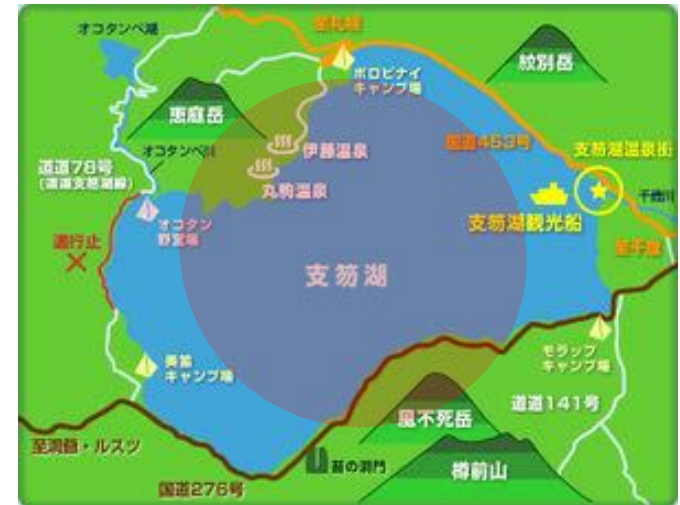 オコタンペ湖
至札幌
ポロピナイ
キャンプ場
紋別岳
恵庭岳
伊藤温泉
国道453号
支笏湖温泉街
オコタンペ川
丸駒温泉
道道78号
(道道支笏湖線)
千歳川
オコタン
野営場
支笏湖観光船
通行止
至千歳
支笏湖
モラップ
キャンプ場
美笛
キャンプ場
道道141号
風不死岳
至洞爺・ルスツ
苔の洞門
樽前山
国道276号